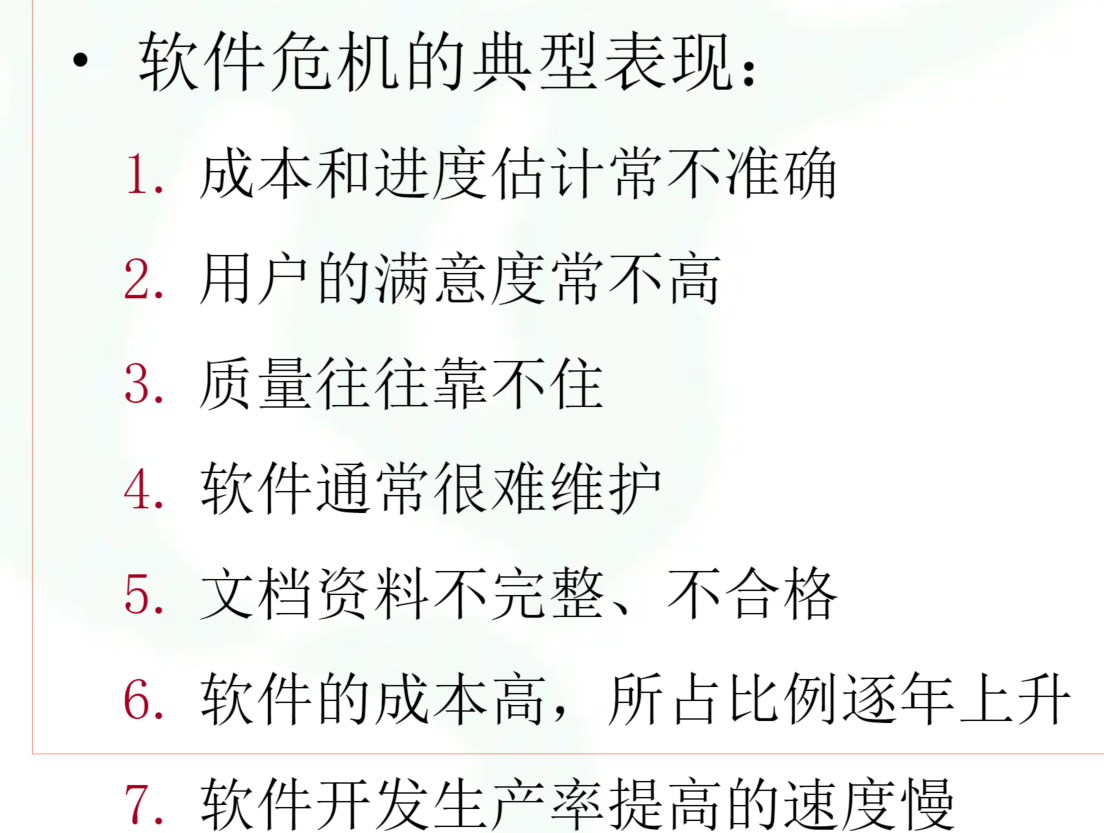 • 软件危机的典型表现：
1. 成本和进度估计常不准确
2. 用户的满意度常不高
3. 质量往往靠不住
4. 软件通常很难维护
5. 文档资料不完整、不合格
6. 软件的成本高，所占比例逐年上升
7. 软件开发生产率提高的速度慢